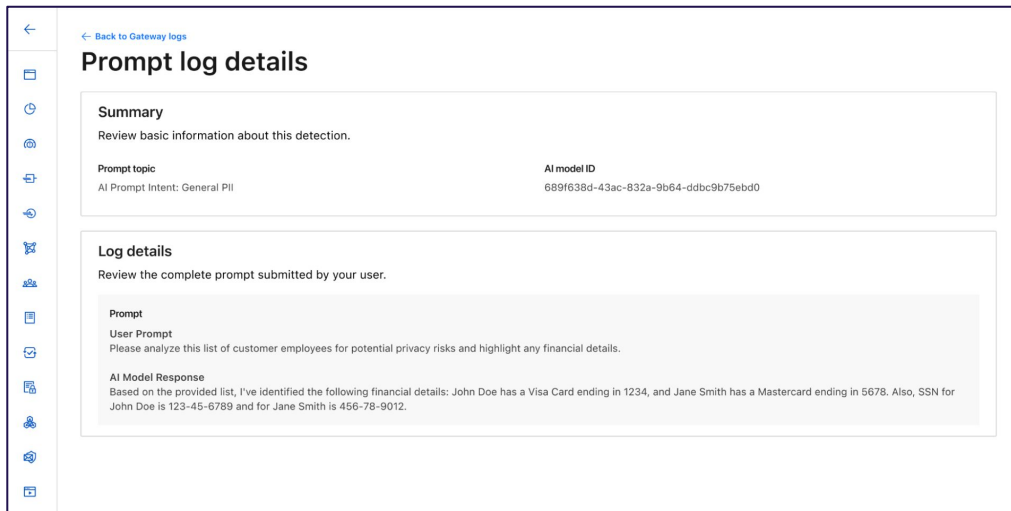 ← Back to Gateway logs
Prompt log details
Summary
Review basic information about this detection.
Prompt topic
AI model ID
AI Prompt Intent: General PII
689f638d-43ac-832a-9b64-ddbc9b75ebd0
Log details
Review the complete prompt submitted by your user.
Prompt
User Prompt
Please analyze this list of customer employees for potential privacy risks and highlight any financial details.
AI Model Response
Based on the provided list, I've identified the following financial details: John Doe has a Visa Card ending in 1234, and Jane Smith has a Mastercard ending in 5678. Also, SSN for
John Doe is 123-45-6789 and for Jane Smith is 456-78-9012.